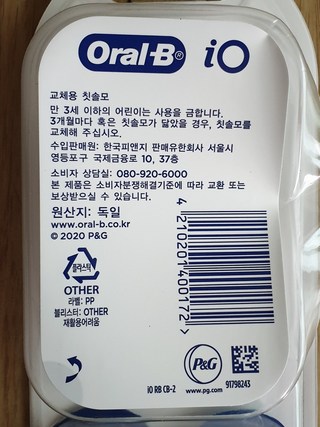 Oral-B® iO
교체용 칫솔모
만 3세 이하의 어린이는 사용을 금합니다.
3개월마다 혹은 칫솔모가 닳았을 경우, 칫솔모를
교체해 주십시오.
수입판매원: 한국피앤지 판매유한회사 서울시
영등포구 국제금융로 10, 37층
소비자 상담실: 080-920-6000
본 제품은 소비자분쟁해결기준에 따라 교환 또는
보상받으실 수 있습니다.
원산지: 독일
www.oral-b.co.kr
© 2020 P&G
플라스틱
OTHER
라벨: PP
블리스터: OTHER
재활용어려움
4 210201 400172 >
P&G
www.pg.com
iO RB CB-2
91798243